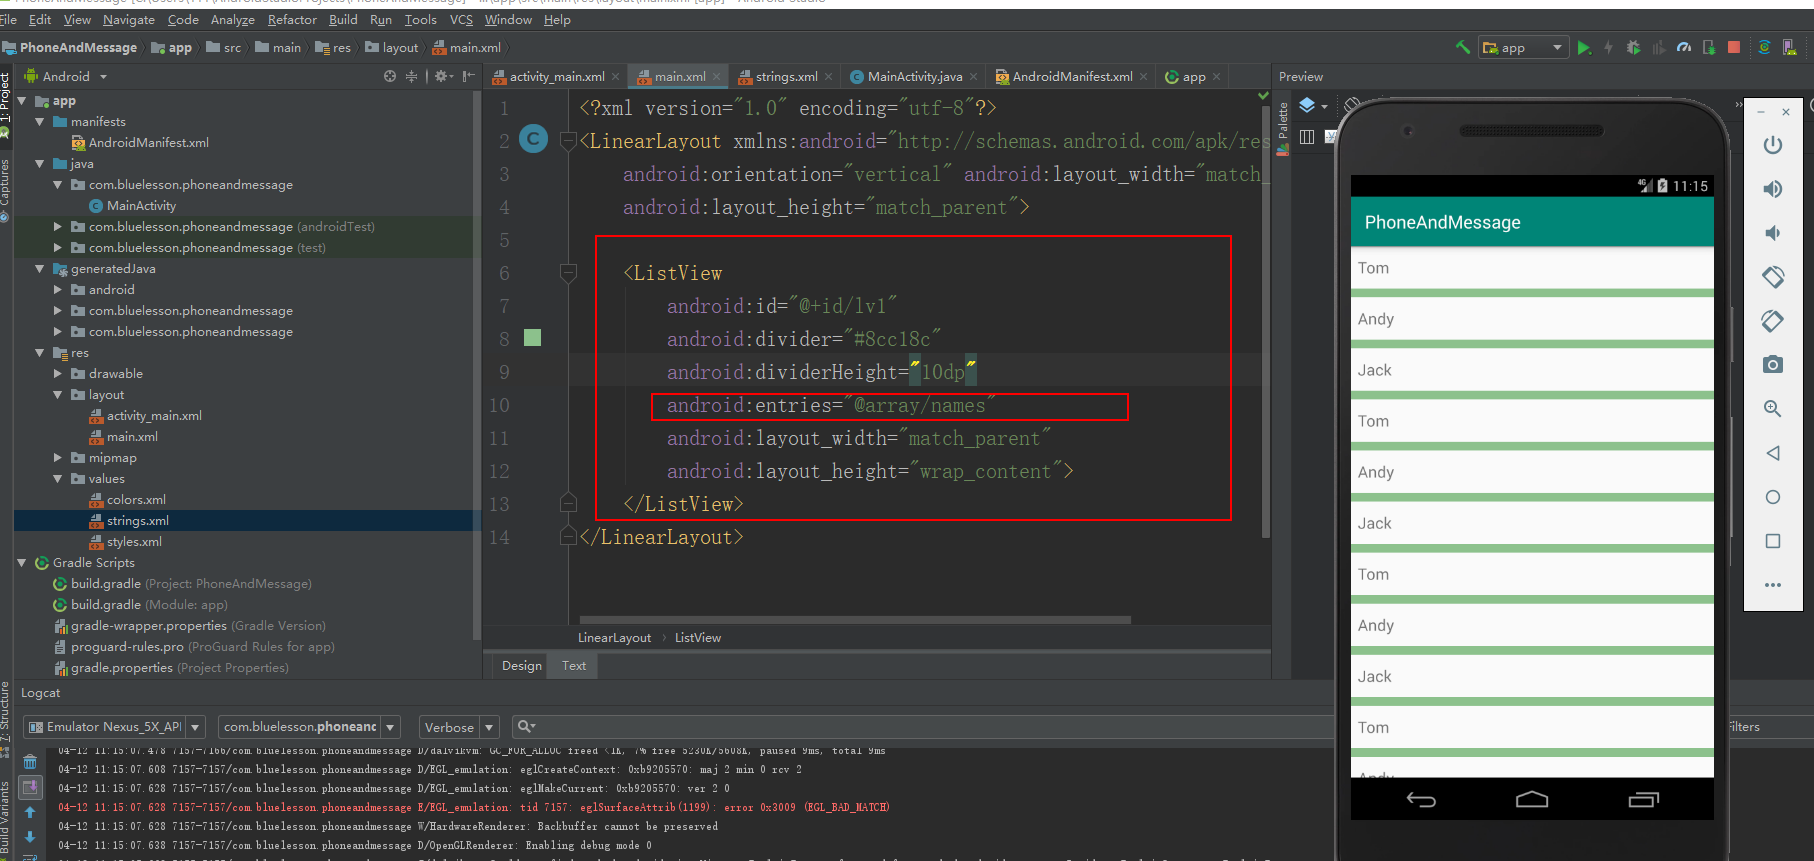 File Edit View Navigate Code Analyze Refactor Build Run Tools VCS Window Help
PhoneAndMessage app src main res layout main.xml
app
Android
activity_main.xml main.xml strings.xml MainActivity.java AndroidManifest.xml app
Preview
1: Project
Captures
7: Structure
Build Variants
app
manifests
AndroidManifest.xml
java
com.bluelesson.phoneandmessage
MainActivity
com.bluelesson.phoneandmessage (androidTest)
com.bluelesson.phoneandmessage (test)
generatedJava
android
com.bluelesson.phoneandmessage
com.bluelesson.phoneandmessage
res
drawable
layout
activity_main.xml
main.xml
mipmap
values
colors.xml
strings.xml
styles.xml
Gradle Scripts
build.gradle (Project: PhoneAndMessage)
build.gradle (Module: app)
gradle-wrapper.properties (Gradle Version)
proguard-rules.pro (ProGuard Rules for app)
gradle.properties (Project Properties)
1 <?xml version="1.0" encoding="utf-8"?>
2 C <LinearLayout xmlns:android="http://schemas.android.com/apk/res
3 android:orientation="vertical" android:layout_width="match_
4 android:layout_height="match_parent">
5
6 <ListView
7 android:id="@+id/lv1"
8 android:divider="#8cc18c"
9 android:dividerHeight="10dp"
10 android:entries="@array/names"
11 android:layout_width="match_parent"
12 android:layout_height="wrap_content">
13 </ListView>
14 </LinearLayout>
LinearLayout ListView
Design Text
Palette
4G 11:15
PhoneAndMessage
Tom
Andy
Jack
Tom
Andy
Jack
Tom
Andy
Jack
Tom
Andy
Logcat
Emulator Nexus_5X_API com.bluelesson.phoneand Verbose
Filters
04-12 11:15:07.478 7157-7166/com.bluelesson.phoneandmessage D/dalvikvm: GC_FOR_ALLOC freed <1K, 7% free 5230K/5608K, paused 9ms, total 9ms
04-12 11:15:07.608 7157-7157/com.bluelesson.phoneandmessage D/EGL_emulation: eglCreateContext: 0xb9205570: maj 2 min 0 rcv 2
04-12 11:15:07.628 7157-7157/com.bluelesson.phoneandmessage D/EGL_emulation: eglMakeCurrent: 0xb9205570: ver 2 0
04-12 11:15:07.628 7157-7157/com.bluelesson.phoneandmessage E/EGL_emulation: tid 7157: eglSurfaceAttrib(1199): error 0x3009 (EGL_BAD_MATCH)
04-12 11:15:07.628 7157-7157/com.bluelesson.phoneandmessage W/HardwareRenderer: Backbuffer cannot be preserved
04-12 11:15:07.638 7157-7157/com.bluelesson.phoneandmessage D/OpenGLRenderer: Enabling debug mode 0